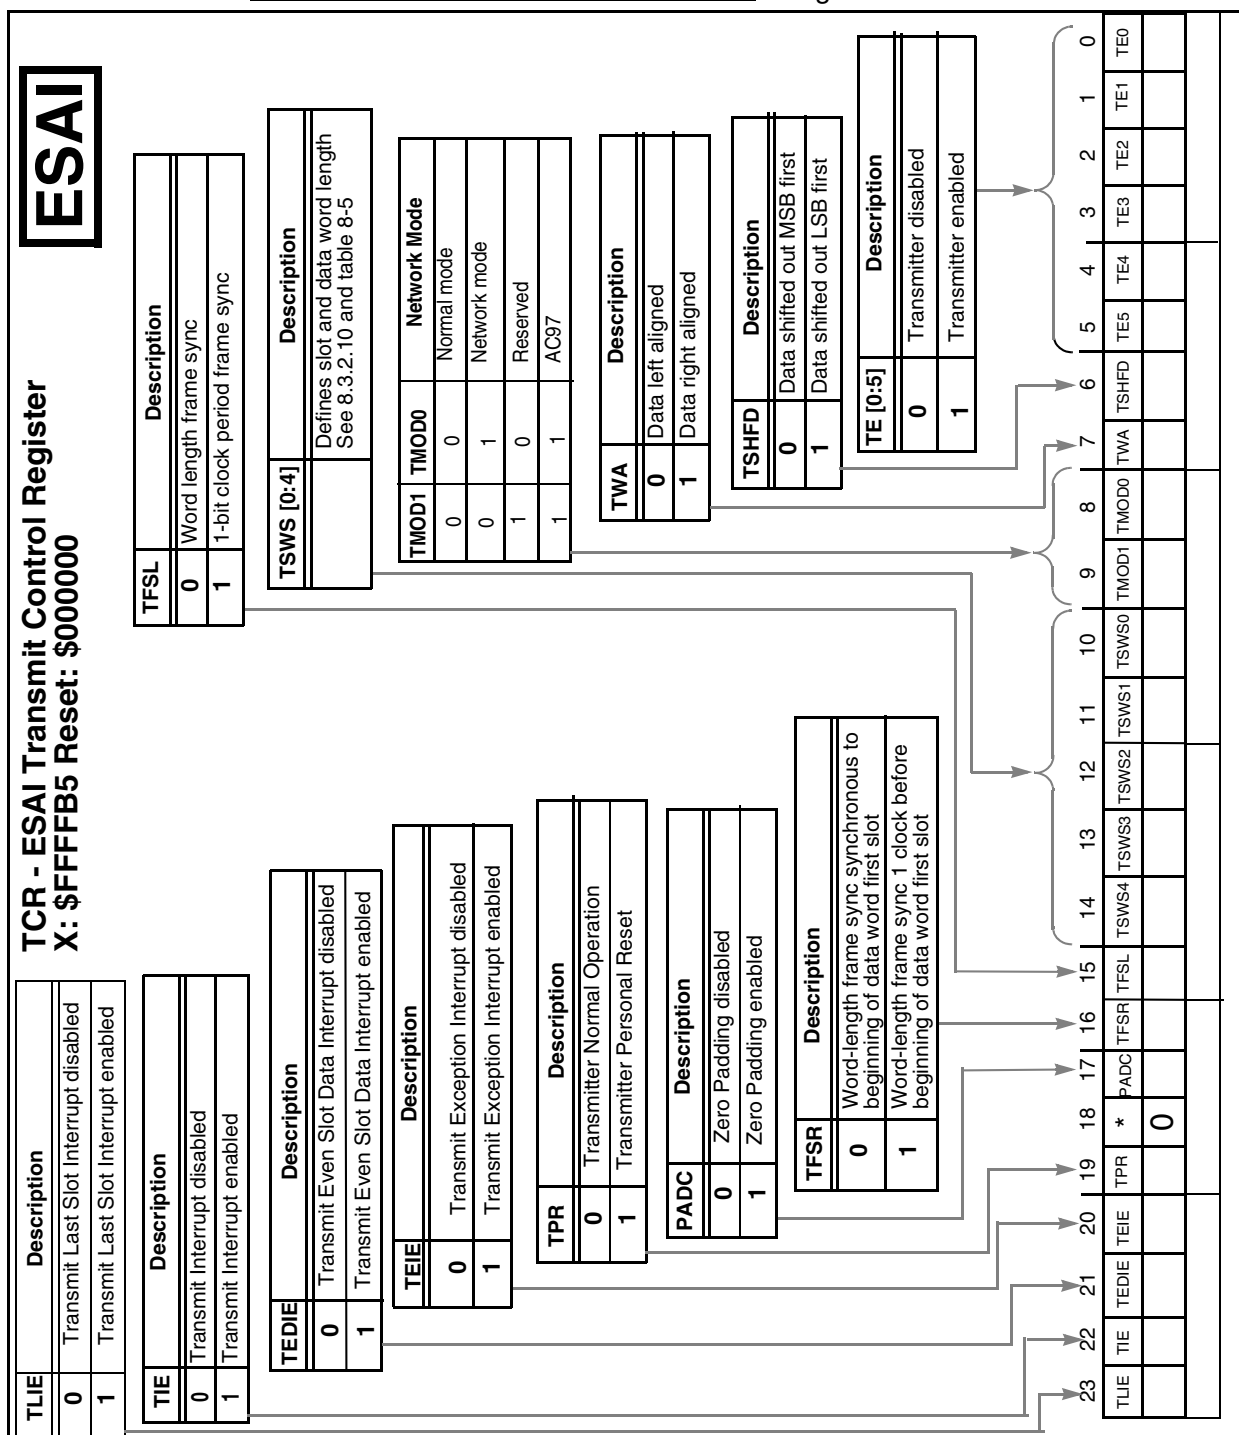 ESAI
TCR - ESAI Transmit Control Register
X: $FFFFB5 Reset: $000000
TLIE Description
0 Transmit Last Slot Interrupt disabled
1 Transmit Last Slot Interrupt enabled
TIE Description
0 Transmit Interrupt disabled
1 Transmit Interrupt enabled
TEDIE Description
0 Transmit Even Slot Data Interrupt disabled
1 Transmit Even Slot Data Interrupt enabled
TEIE Description
0 Transmit Exception Interrupt disabled
1 Transmit Exception Interrupt enabled
TPR Description
0 Transmitter Normal Operation
1 Transmitter Personal Reset
PADC Description
0 Zero Padding disabled
1 Zero Padding enabled
TFSR Description
0 Word-length frame sync synchronous to
beginning of data word first slot
1 Word-length frame sync 1 clock before
beginning of data word first slot
TFSL Description
0 Word length frame sync
1 1-bit clock period frame sync
TSWS [0:4] Description
Defines slot and data word length
See 8.3.2.10 and table 8-5
TMOD1 TMOD0 Network Mode
0 0 Normal mode
0 1 Network mode
1 0 Reserved
1 1 AC97
TWA Description
0 Data left aligned
1 Data right aligned
TSHFD Description
0 Data shifted out MSB first
1 Data shifted out LSB first
TE [0:5] Description
0 Transmitter disabled
1 Transmitter enabled
23 22 21 20 19 18 17 16 15 14 13 12 11 10 9 8 7 6 5 4 3 2 1 0
TLIE TIE TEDIE TEIE TPR * PADC TFSR TFSL TSWS4 TSWS3 TSWS2 TSWS1 TSWS0 TMOD1 TMOD0 TWA TSHFD TE5 TE4 TE3 TE2 TE1 TE0
0